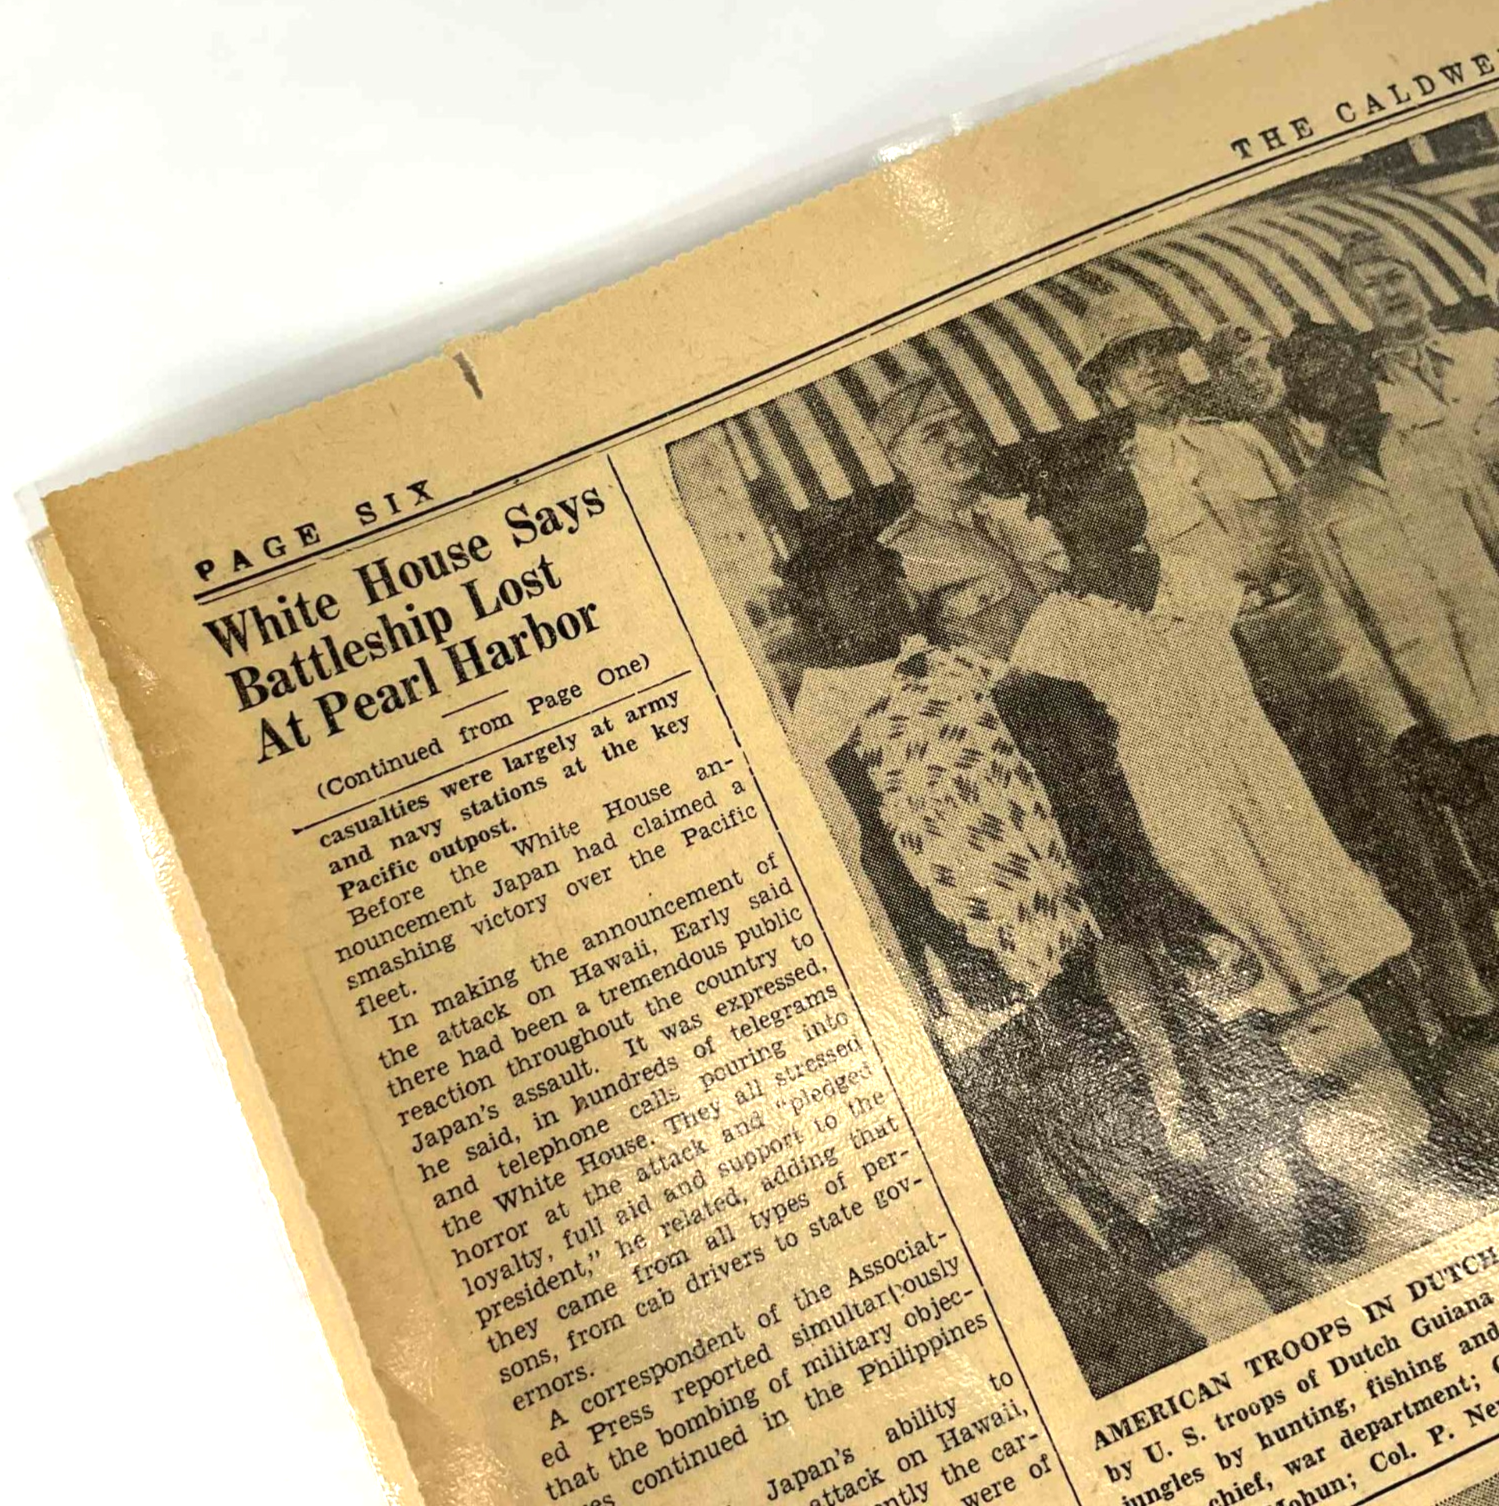 PAGE SIX
THE CALDWE
White House Says
Battleship Lost
At Pearl Harbor
(Continued from Page One)
casualties were largely at army
and navy stations at the key
Pacific outpost.
Before the White House an-
nouncement Japan had claimed a
smashing victory over the Pacific
fleet.
In making the announcement of
the attack on Hawaii, Early said
there had been a tremendous public
reaction throughout the country to
Japan's assault. It was expressed,
he said, in hundreds of telegrams
and telephone calls pouring into
the White House. They all stressed
horror at the attack and "pledged
loyalty, full aid and support to the
president," he related, adding that
they came from all types of per-
sons, from cab drivers to state gov-
ernors.
A correspondent of the Associat-
ed Press reported simultaneously
that the bombing of military objec-
es continued in the Philippines
Japan's ability to
attack on Hawaii,
ntly the car-
were of
AMERICAN TROOPS IN DUTCH
by U. S. troops of Dutch Guiana
jungles by hunting, fishing and
chief, war department;
ohun; Col. P. Ne